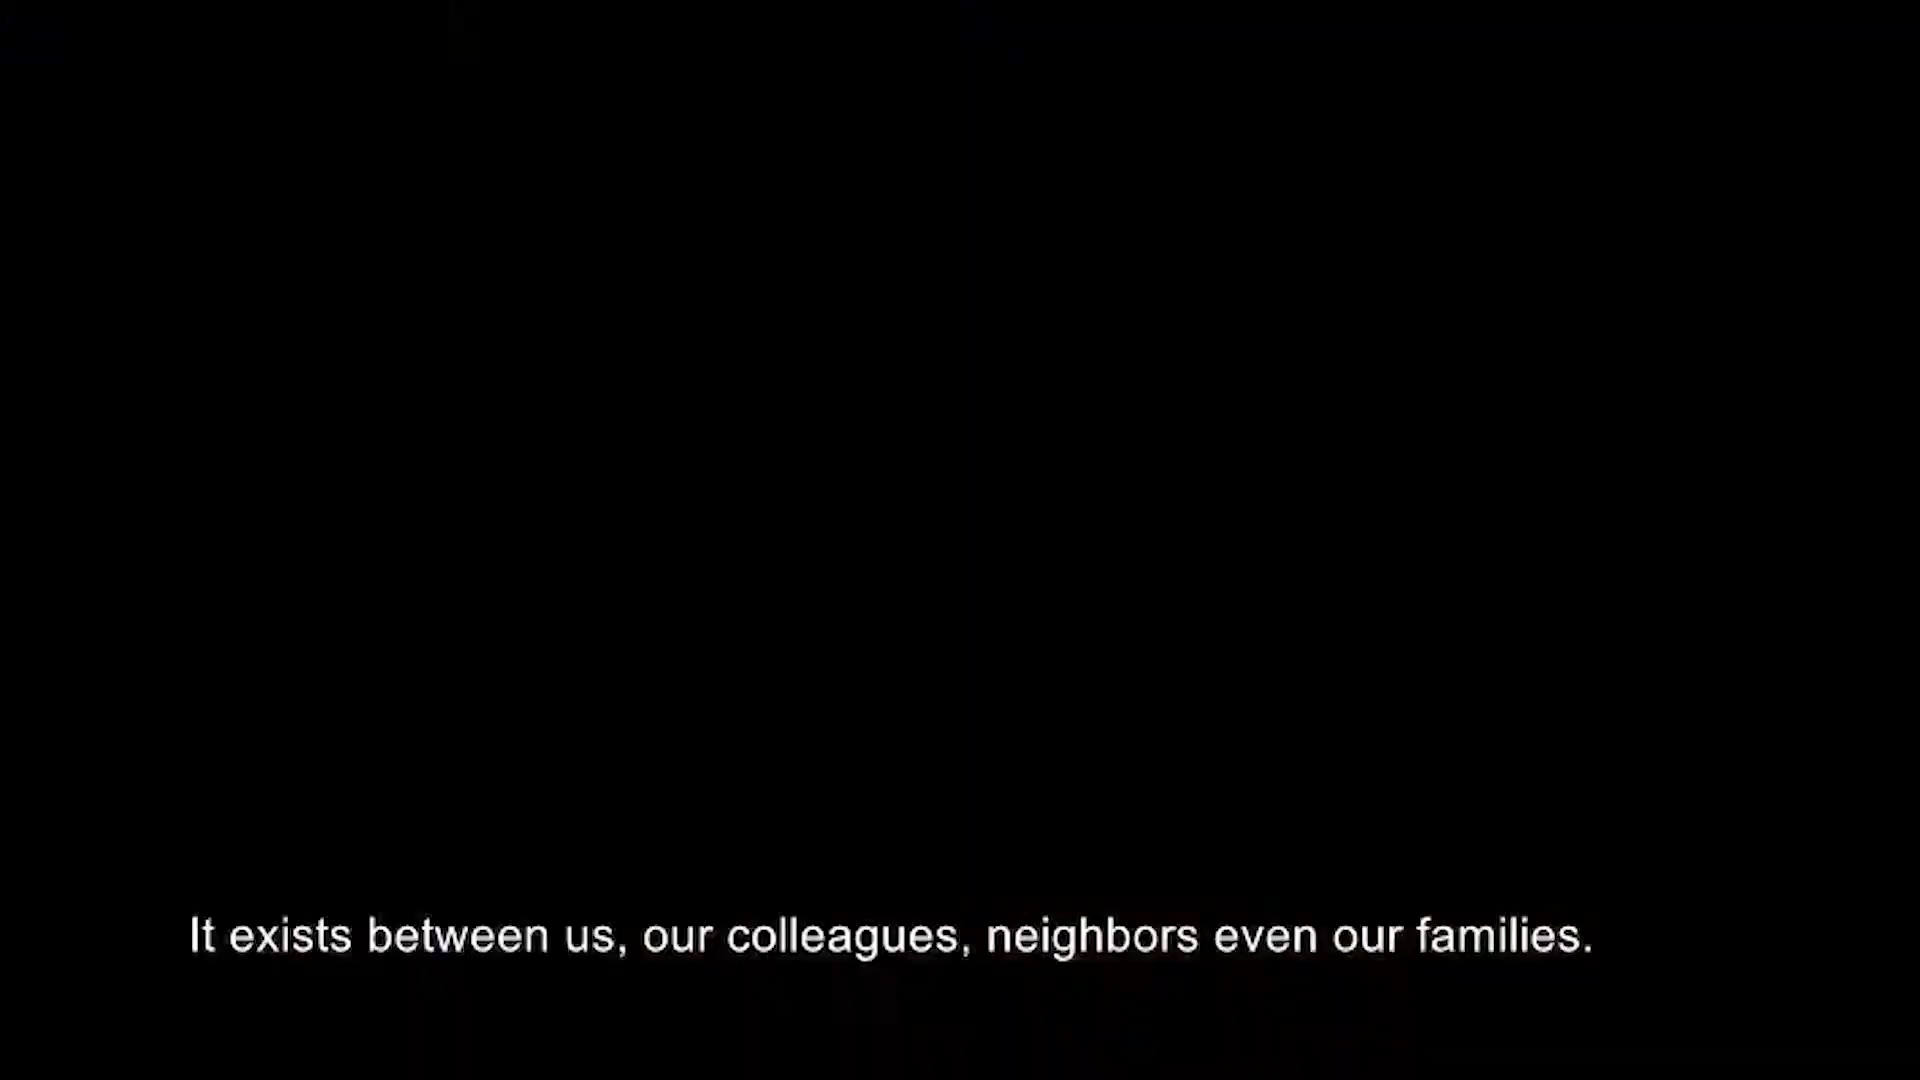 It exists between us, our colleagues, neighbors even our families.